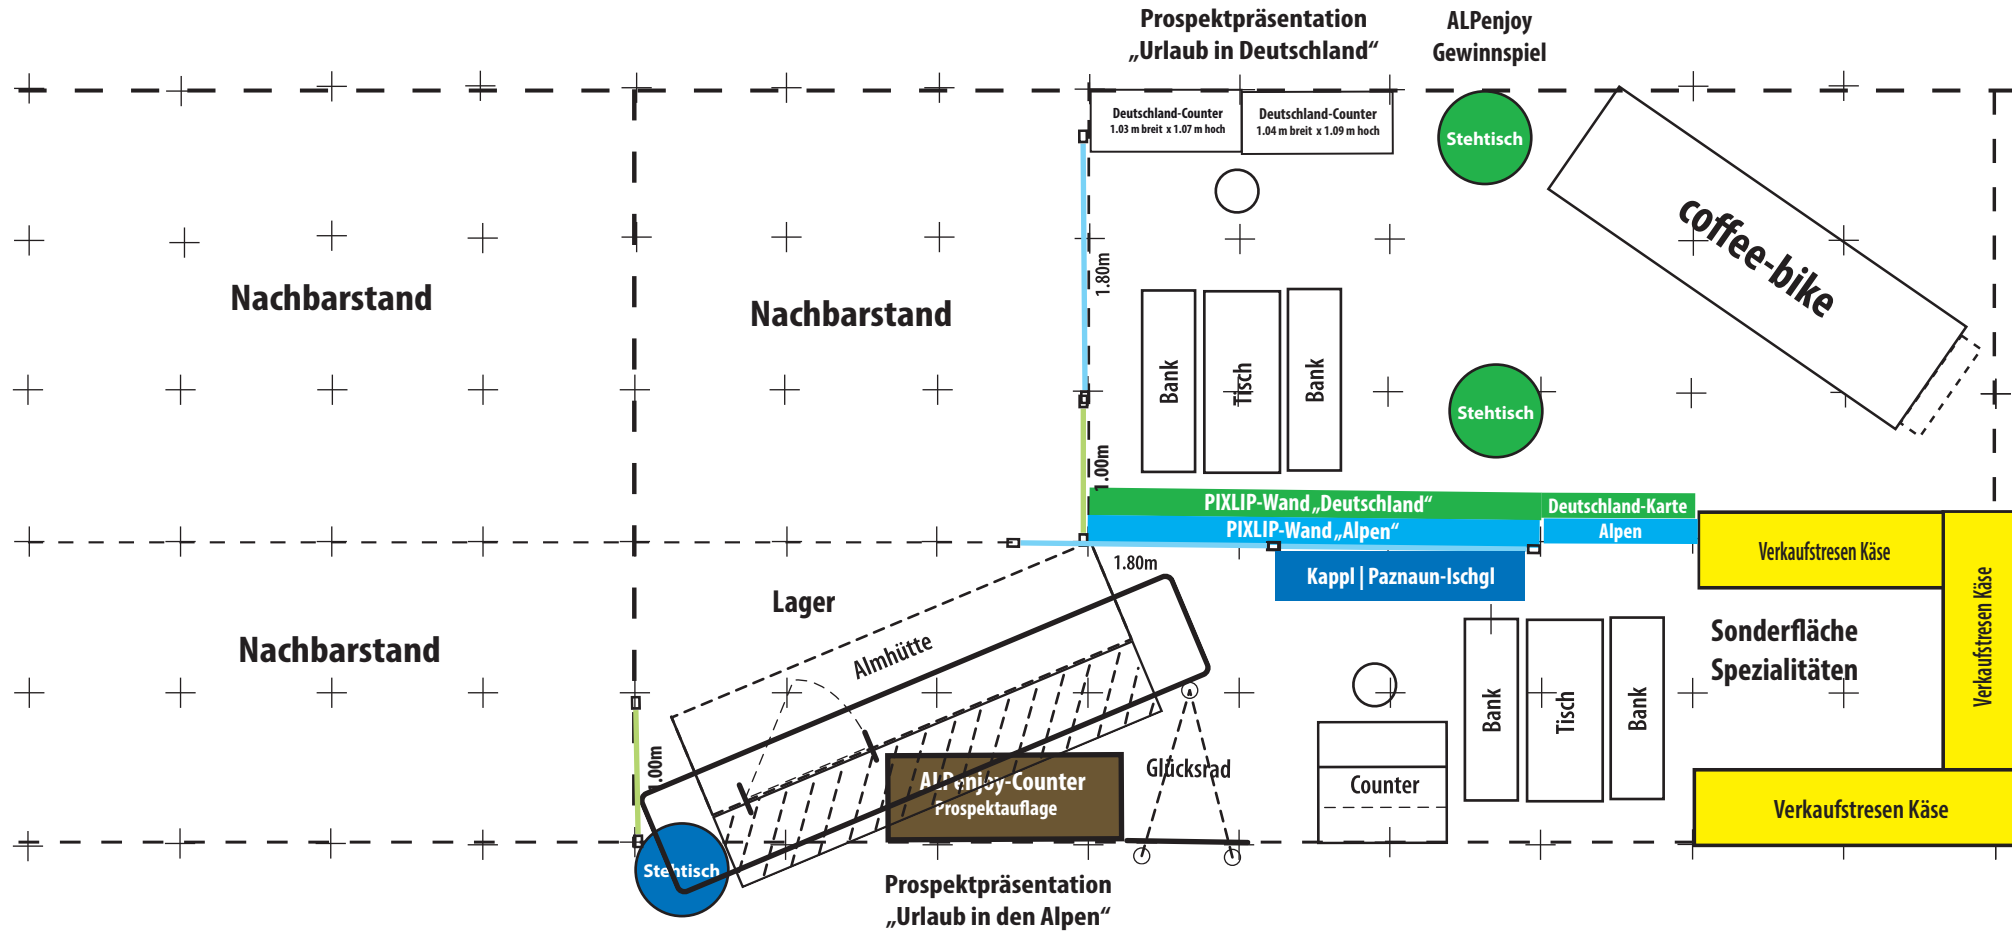 Prospektpräsentation
„Urlaub in Deutschland“
ALPenjoy
Gewinnspiel
Deutschland-Counter
1.03 m breit x 1.07 m hoch
Deutschland-Counter
1.04 m breit x 1.09 m hoch
Stehtisch
coffee-bike
1.80m
Nachbarstand
Nachbarstand
Bank
Tisch
Bank
Stehtisch
1.00m
PIXLIP-Wand „Deutschland“
Deutschland-Karte
PIXLIP-Wand „Alpen“
Alpen
Verkaufstresen Käse
1.80m
Kappl | Paznaun-Ischgl
Lager
Almhütte
Nachbarstand
Sonderfläche
Spezialitäten
Verkaufstresen Käse
Bank
Tisch
Bank
1.00m
ALPenjoy-Counter
Prospektauflage
Glücksrad
Counter
Verkaufstresen Käse
Stehtisch
Prospektpräsentation
„Urlaub in den Alpen“